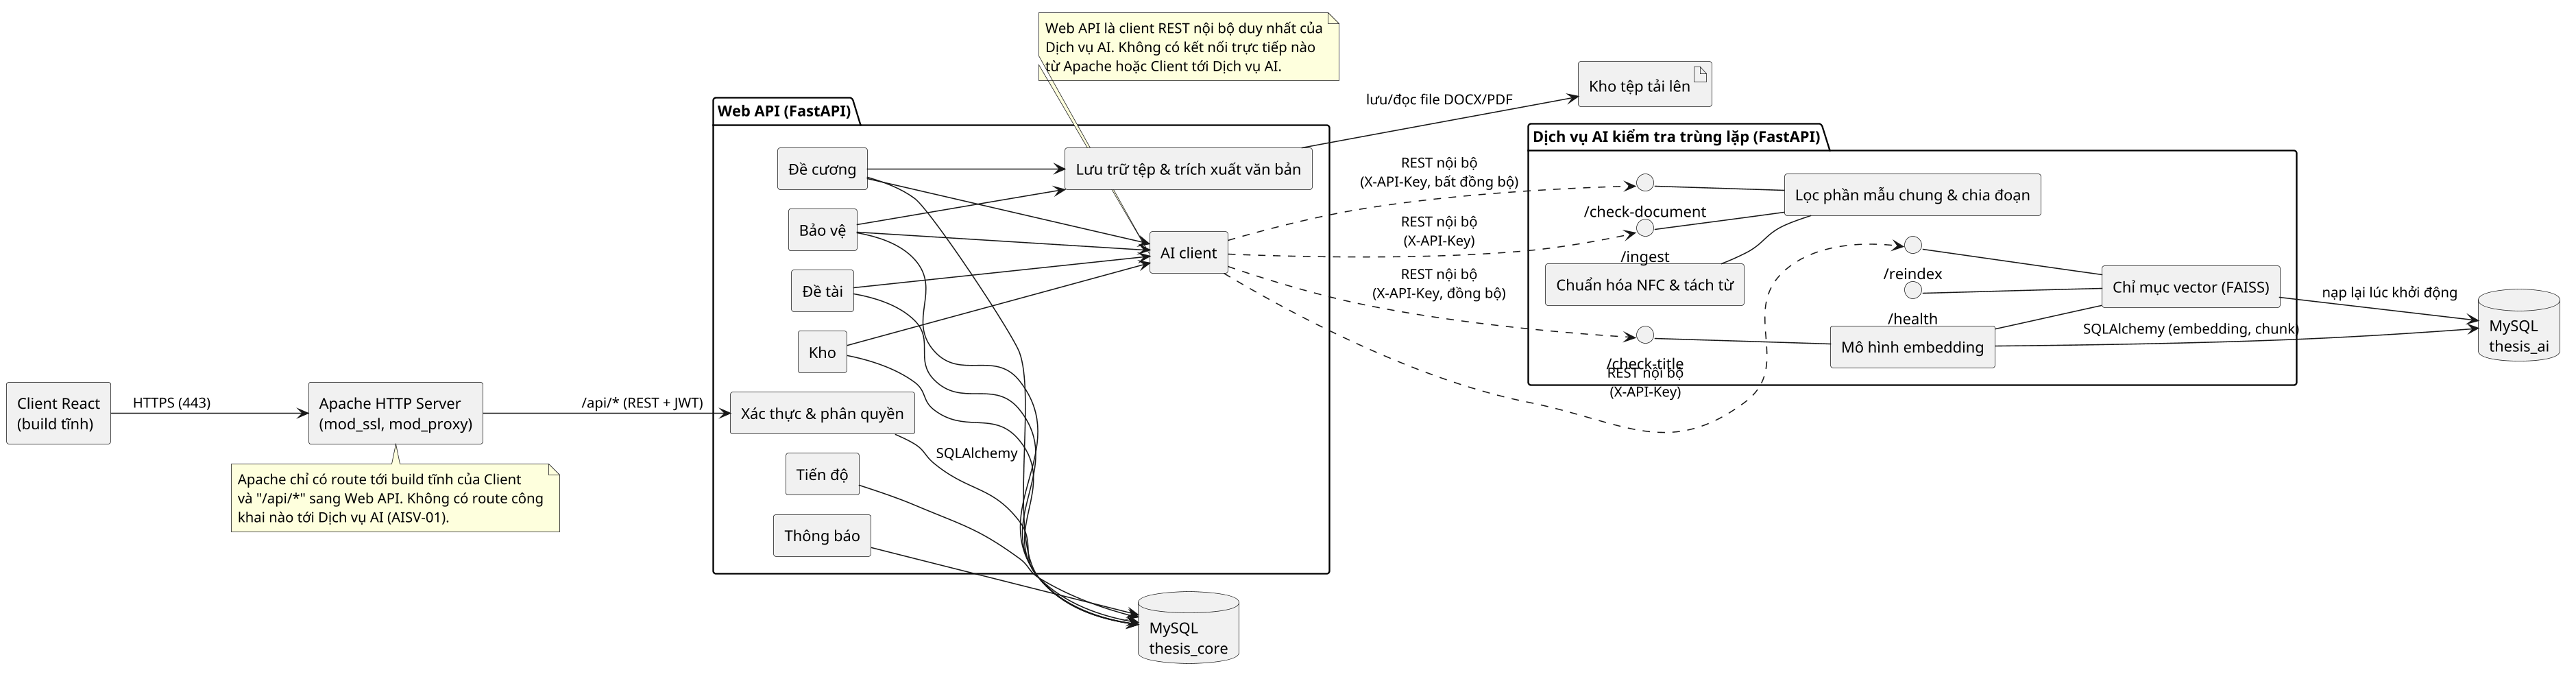 Web API là client REST nội bộ duy nhất của
Dịch vụ AI. Không có kết nối trực tiếp nào
từ Apache hoặc Client tới Dịch vụ AI.
Kho tệp tải lên
lưu/đọc file DOCX/PDF
Web API (FastAPI)
Đề cương
Bảo vệ
Đề tài
Kho
Xác thực & phân quyền
Tiến độ
Thông báo
Lưu trữ tệp & trích xuất văn bản
AI client
SQLAlchemy
Client React
(build tĩnh)
HTTPS (443)
Apache HTTP Server
(mod_ssl, mod_proxy)
/api/* (REST + JWT)
Apache chỉ có route tới build tĩnh của Client
và "/api/*" sang Web API. Không có route công
khai nào tới Dịch vụ AI (AISV-01).
MySQL
thesis_core
REST nội bộ
(X-API-Key, bất đồng bộ)
REST nội bộ
(X-API-Key)
REST nội bộ
(X-API-Key, đồng bộ)
REST nội bộ
(X-API-Key)
Dịch vụ AI kiểm tra trùng lặp (FastAPI)
/check-document
/ingest
Lọc phần mẫu chung & chia đoạn
Chuẩn hóa NFC & tách từ
/reindex
/health
/check-title
Mô hình embedding
Chỉ mục vector (FAISS)
nạp lại lúc khởi động
SQLAlchemy (embedding, chunk)
MySQL
thesis_ai